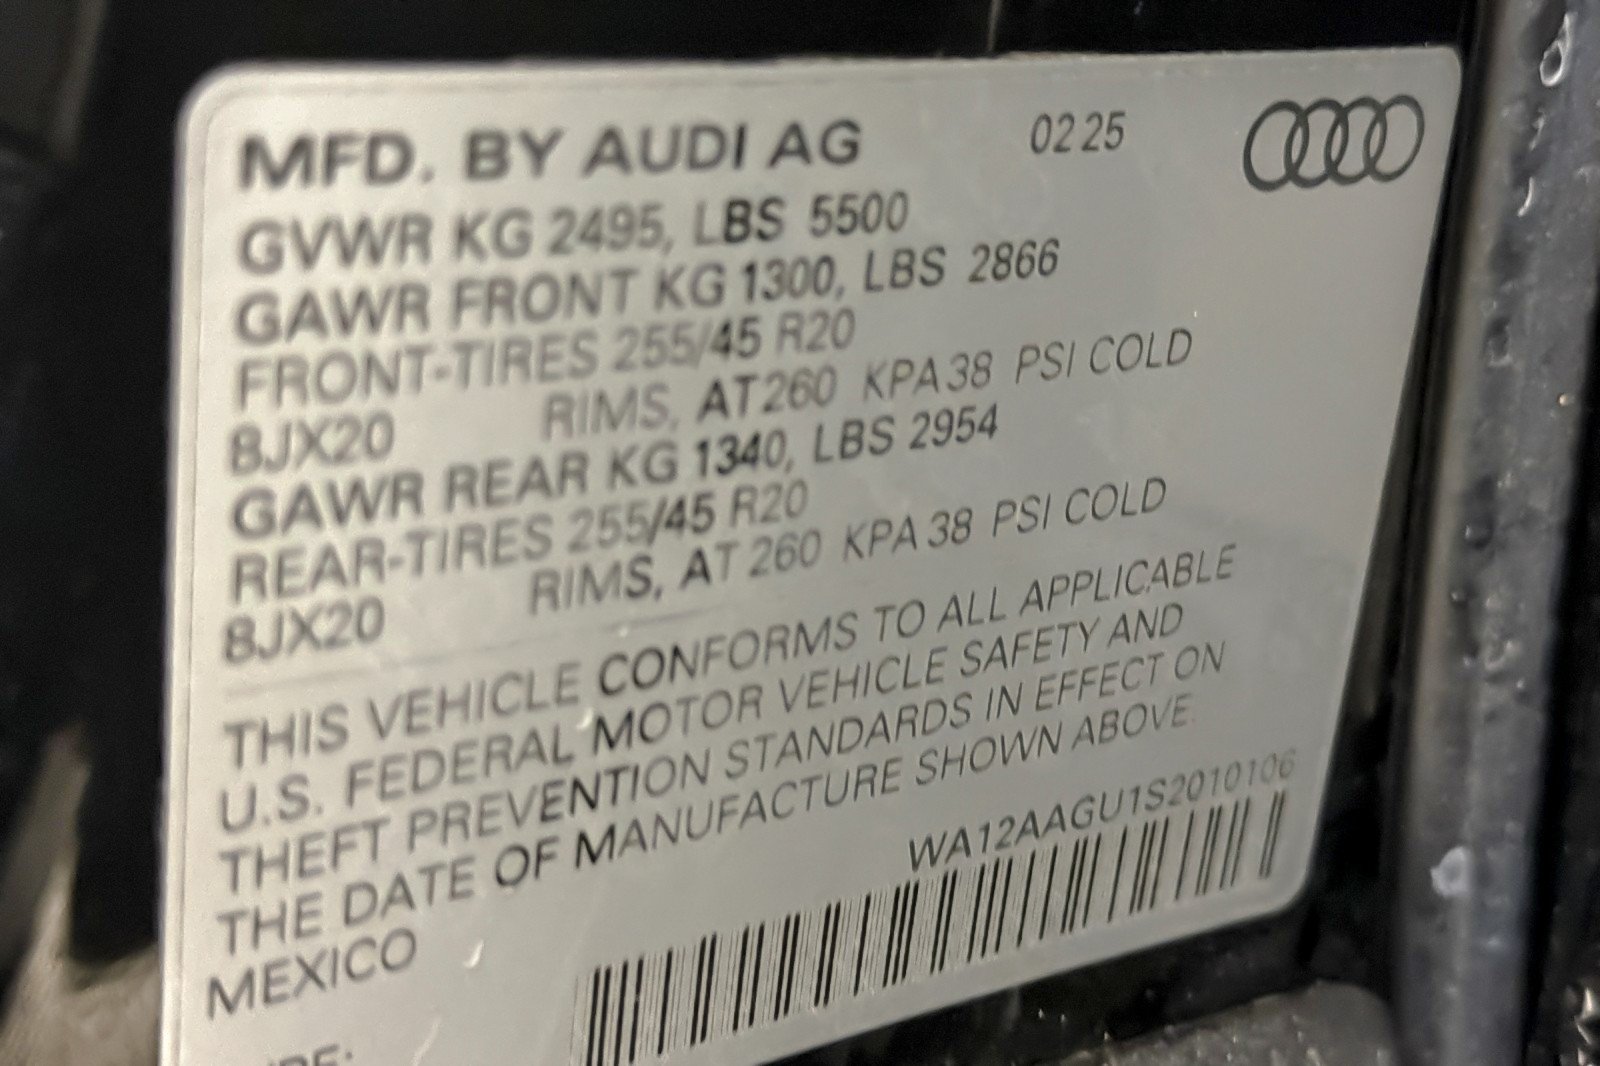 MFD. BY AUDI AG 0225
GVWR KG 2495, LBS 5500
GAWR FRONT KG 1300, LBS 2866
FRONT-TIRES 255/45 R20
8JX20 RIMS, AT 260 KPA 38 PSI COLD
GAWR REAR KG 1340, LBS 2954
REAR-TIRES 255/45 R20
8JX20 RIMS, AT 260 KPA 38 PSI COLD
THIS VEHICLE CONFORMS TO ALL APPLICABLE
U.S. FEDERAL MOTOR VEHICLE SAFETY AND
THEFT PREVENTION STANDARDS IN EFFECT ON
THE DATE OF MANUFACTURE SHOWN ABOVE.
WA12AAGU1S2010106
MEXICO